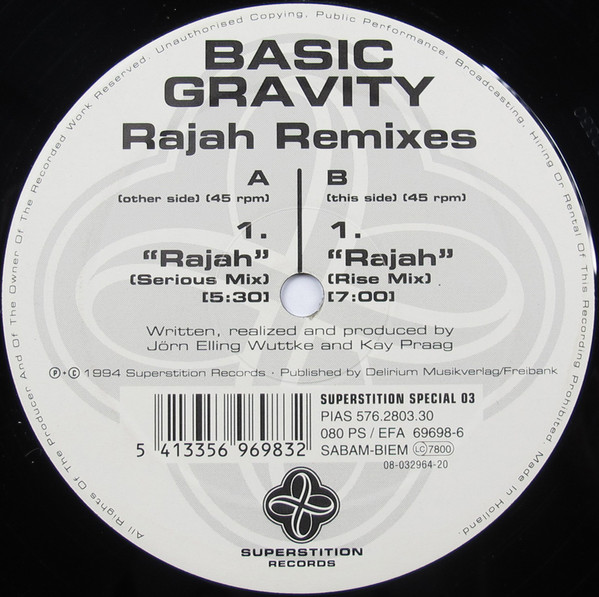 All Rights Of The Producer And Of The Owner Of The Recorded Work Reserved. Unauthorised Copying, Public Performance, Broadcasting, Hiring Or Rental Of This Recording Prohibited. Made In Holland.
BASIC
GRAVITY
Rajah Remixes
A
(other side) (45 rpm)
1.
“Rajah”
(Serious Mix)
[5:30]
B
(this side) (45 rpm)
1.
“Rajah”
(Rise Mix)
[7:00]
Written, realized and produced by
Jörn Elling Wuttke and Kay Praag
℗+© 1994 Superstition Records · Published by Delirium Musikverlag/Freibank
5 413356 969832
SUPERSTITION SPECIAL 03
PIAS 576.2803.30
080 PS / EFA 69698-6
SABAM-BIEM LC 7800
08-032964-20
SUPERSTITION
RECORDS